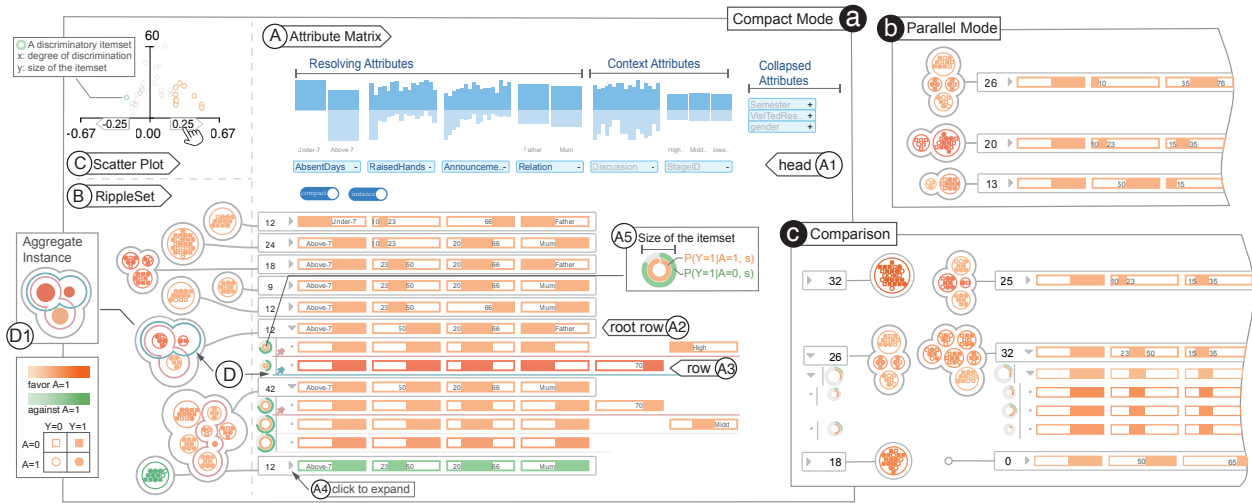 Compact Mode a
A discriminatory itemset
x: degree of discrimination
y: size of the itemset
60
-0.67
-0.25
0.00
0.25
0.67
C Scatter Plot
B RippleSet
A Attribute Matrix
Resolving Attributes
Context Attributes
Collapsed
Attributes
Semester +
VisITedRes.. +
gender +
Under-7 Above-7 Father Mum High.. Midd.. lowe..
AbsentDays - RaisedHands - Announceme..- Relation - Discussion - StageID -
head A1
compact
instance
12 Under-7 10 23 66 Father
24 Above-7 10 23 20 66 Mum
18 Above-7 23 50 20 66 Mum
9 Above-7 23 50 20 66 Mum
12 Above-7 23 50 66 Mum
12 Above-7 50 20 66 Father
High
70
42 Above-7 50 20 66 Mum
70
Midd
12 Above-7 23 50 20 66 Mum
A5 Size of the itemset
P(Y=1|A=1, s)
P(Y=1|A=0, s)
root row A2
row A3
A4 click to expand
D
Aggregate
Instance
D1
favor A=1
against A=1
Y=0 Y=1
A=0
A=1
b Parallel Mode
26 10 35 76
20 10 23 15 35
13 50 15
c Comparison
32
25 10 23 15 35
26
32 23 50 15 35
18
0 50 65